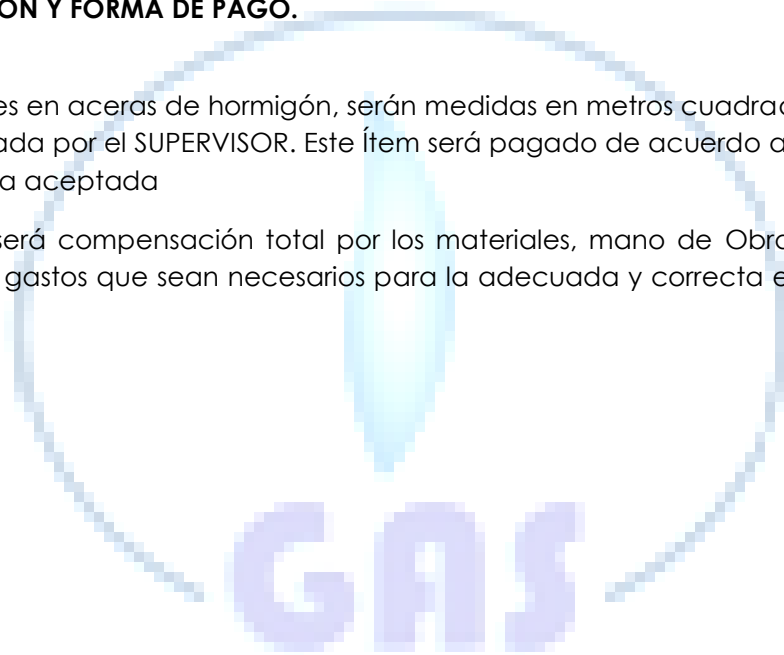 ÓN Y FORMA DE PAGO.
es en aceras de hormigón, serán medidas en metros cuadrad
ada por el SUPERVISOR. Este Ítem será pagado de acuerdo a
a aceptada
será compensación total por los materiales, mano de Obra
gastos que sean necesarios para la adecuada y correcta e
GAS